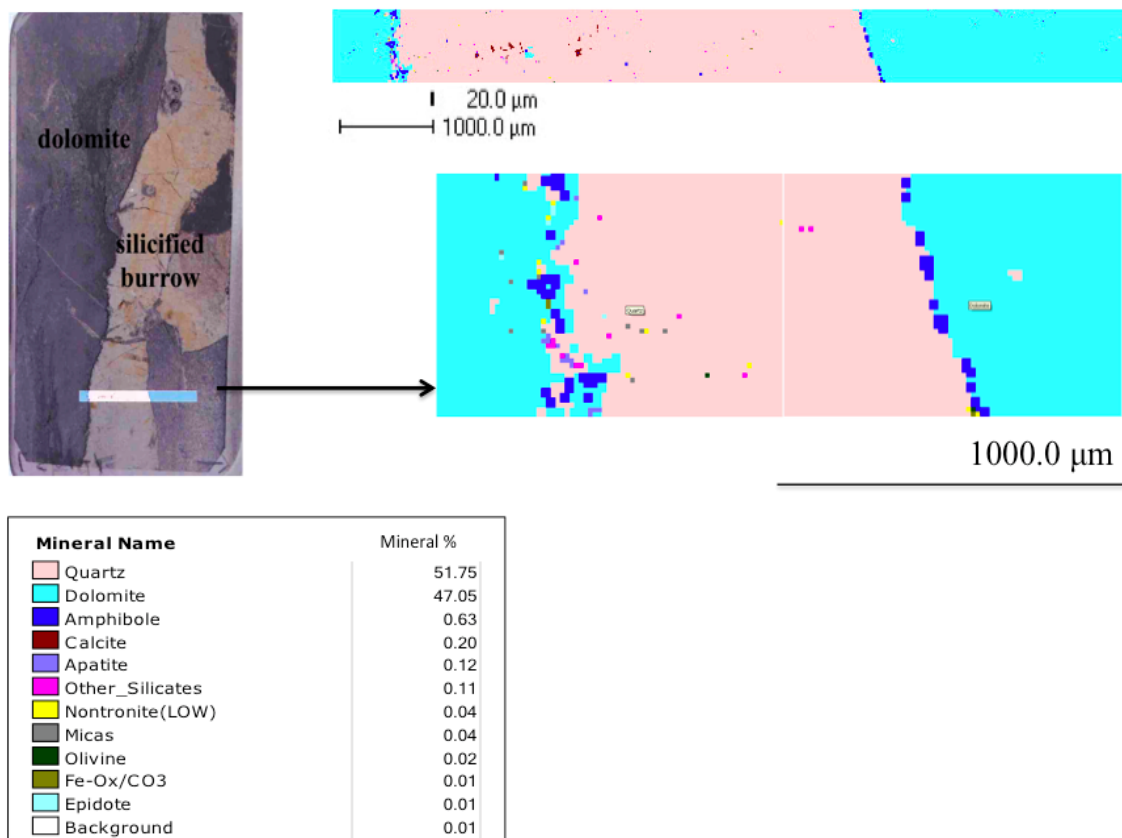 dolomite
silicified
burrow
20.0 µm
1000.0 µm
Quartz
1000.0 µm
Mineral Name Mineral %
Quartz 51.75
Dolomite 47.05
Amphibole 0.63
Calcite 0.20
Apatite 0.12
Other_Silicates 0.11
Nontronite(LOW) 0.04
Micas 0.04
Olivine 0.02
Fe-Ox/CO3 0.01
Epidote 0.01
Background 0.01